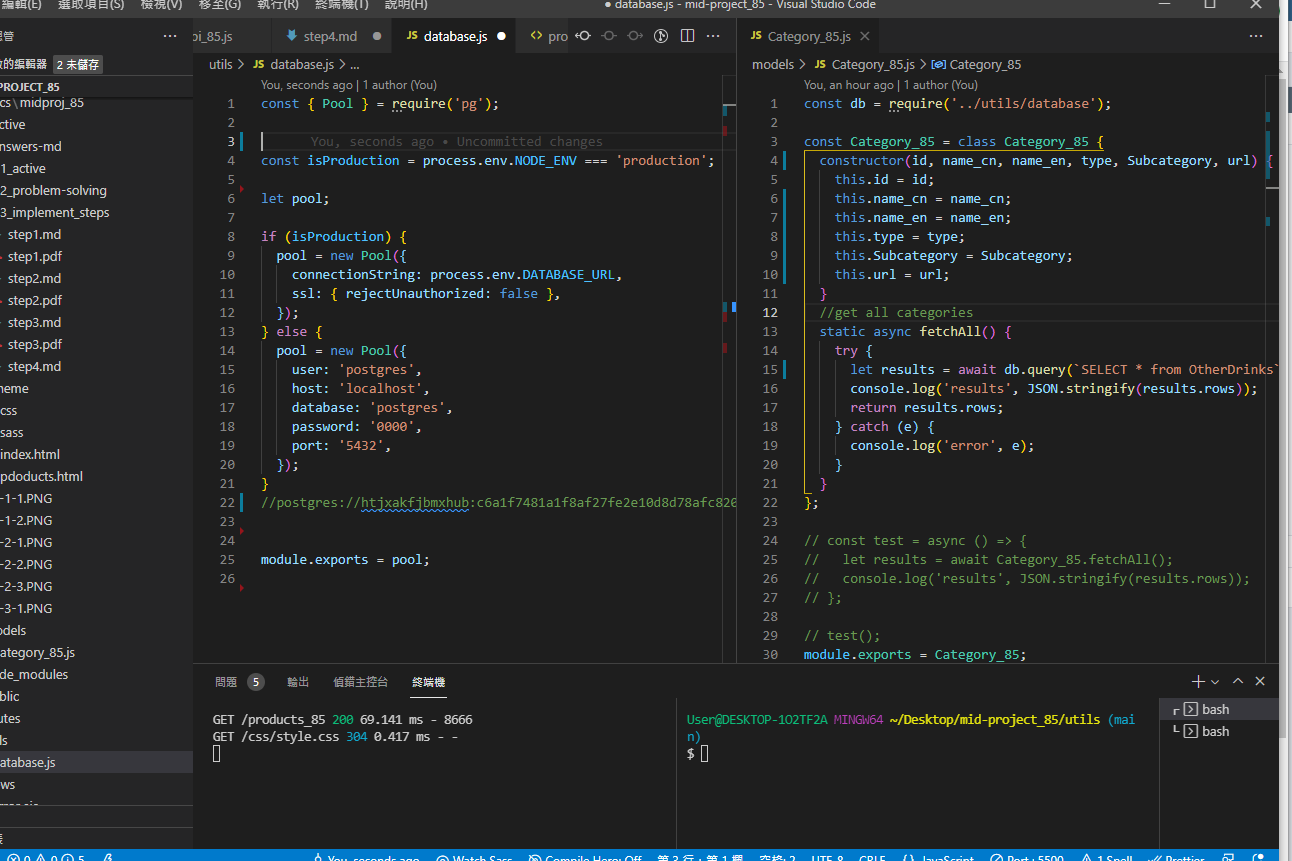 編輯(E) 選取項目(S) 檢視(V) 移至(G) 執行(R) 終端機(T) 說明(H) ● database.js - mid-project_85 - Visual Studio Code
pi_85.js step4.md ● JS database.js ● <> pro ...
JS Category_85.js ✕ ...
的編輯器 2 未儲存
PROJECT_85
cs\midproj_85
ctive
nswers-md
1_active
2_problem-solving
3_implement_steps
step1.md
step1.pdf
step2.md
step2.pdf
step3.md
step3.pdf
step4.md
heme
css
sass
index.html
pdoducts.html
-1-1.PNG
-1-2.PNG
-2-1.PNG
-2-2.PNG
-2-3.PNG
-3-1.PNG
odels
ategory_85.js
de_modules
blic
utes
ls
atabase.js
ws
utils > JS database.js > ...
You, seconds ago | 1 author (You)
1 const { Pool } = require('pg');
2
3 You, seconds ago • Uncommitted changes
4 const isProduction = process.env.NODE_ENV === 'production';
5
6 let pool;
7
8 if (isProduction) {
9 pool = new Pool({
10 connectionString: process.env.DATABASE_URL,
11 ssl: { rejectUnauthorized: false },
12 });
13 } else {
14 pool = new Pool({
15 user: 'postgres',
16 host: 'localhost',
17 database: 'postgres',
18 password: '0000',
19 port: '5432',
20 });
21 }
22 //postgres://htjxakfjbmxhub:c6a1f7481a1f8af27fe2e10d8d78afc820
23
24
25 module.exports = pool;
26
models > JS Category_85.js > Category_85
You, an hour ago | 1 author (You)
1 const db = require('../utils/database');
2
3 const Category_85 = class Category_85 {
4 constructor(id, name_cn, name_en, type, Subcategory, url) {
5 this.id = id;
6 this.name_cn = name_cn;
7 this.name_en = name_en;
8 this.type = type;
9 this.Subcategory = Subcategory;
10 this.url = url;
11 }
12 //get all categories
13 static async fetchAll() {
14 try {
15 let results = await db.query(`SELECT * from OtherDrinks`
16 console.log('results', JSON.stringify(results.rows));
17 return results.rows;
18 } catch (e) {
19 console.log('error', e);
20 }
21 }
22 };
23
24 // const test = async () => {
25 // let results = await Category_85.fetchAll();
26 // console.log('results', JSON.stringify(results.rows));
27 // };
28
29 // test();
30 module.exports = Category_85;
問題 5 輸出 偵錯主控台 終端機
GET /products_85 200 69.141 ms - 8666
GET /css/style.css 304 0.417 ms - -
User@DESKTOP-1O2TF2A MINGW64 ~/Desktop/mid-project_85/utils (mai
n)
$
bash
bash
0 0 5 You, seconds ago Watch Sass Compile Hero: Off 第 3 行，第 1 欄 空格: 2 UTF-8 CRLF {} JavaScript Port : 5500 1 Spell Prettier